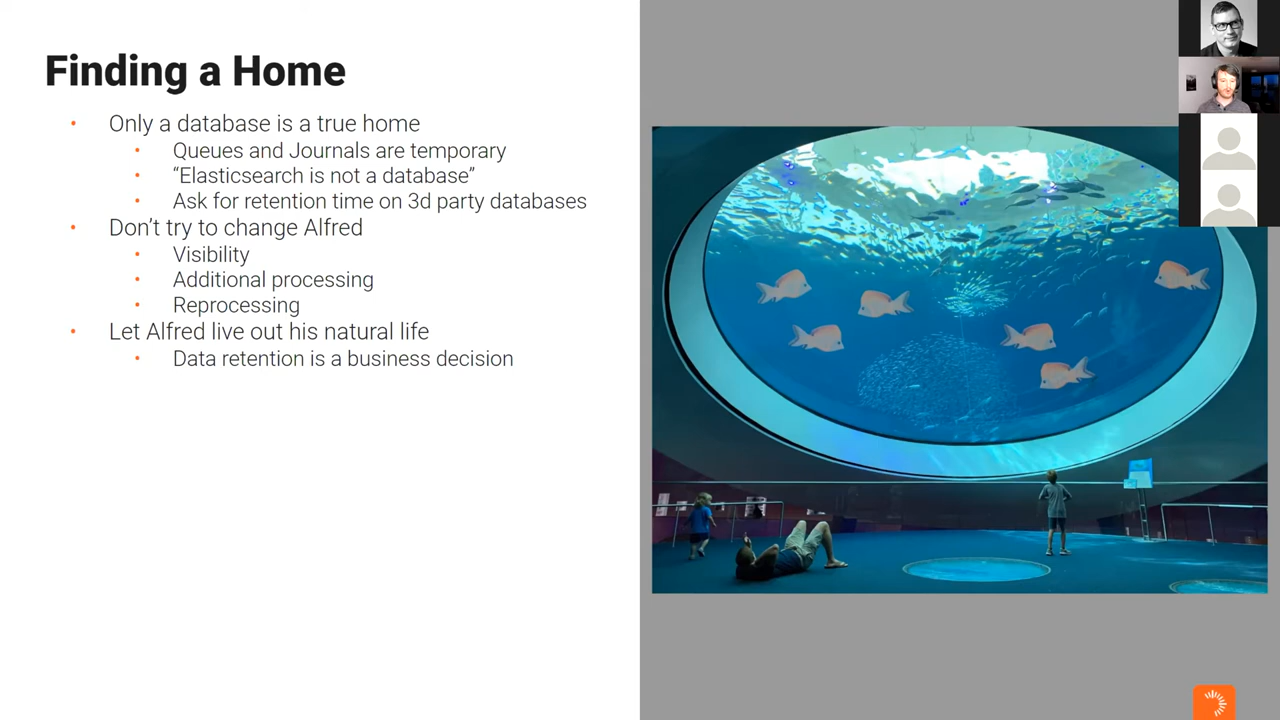 Finding a Home
Only a database is a true home
Queues and Journals are temporary
“Elasticsearch is not a database”
Ask for retention time on 3d party databases
Don’t try to change Alfred
Visibility
Additional processing
Reprocessing
Let Alfred live out his natural life
Data retention is a business decision